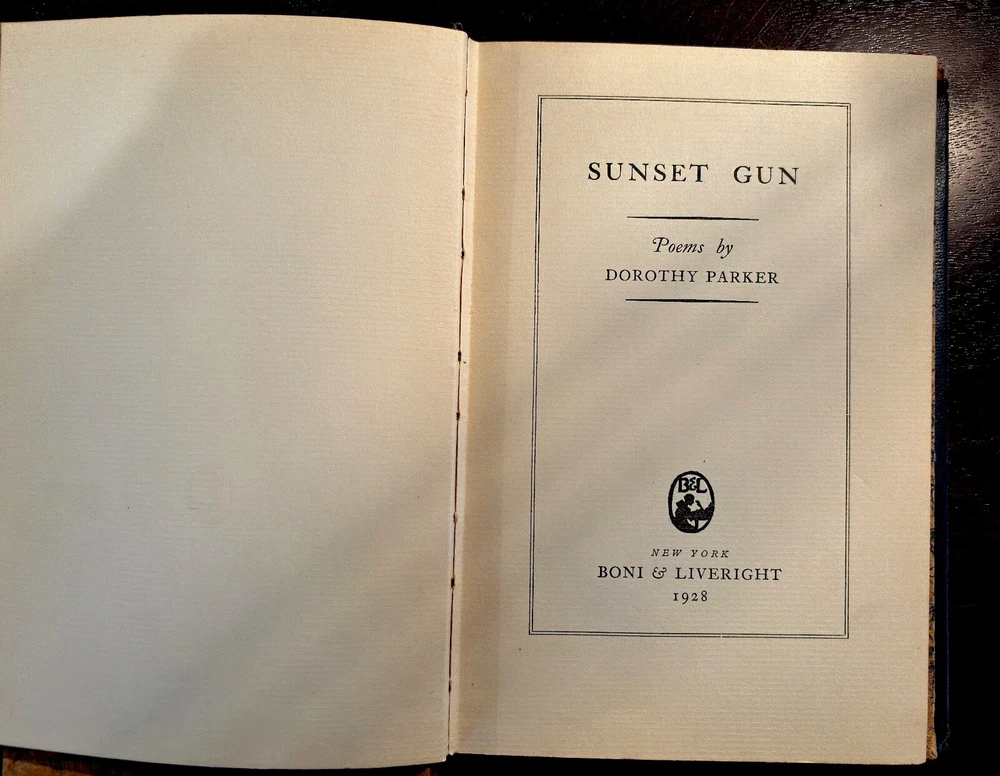 SUNSET GUN
Poems by
DOROTHY PARKER
B&L
NEW YORK
BONI & LIVERIGHT
1928